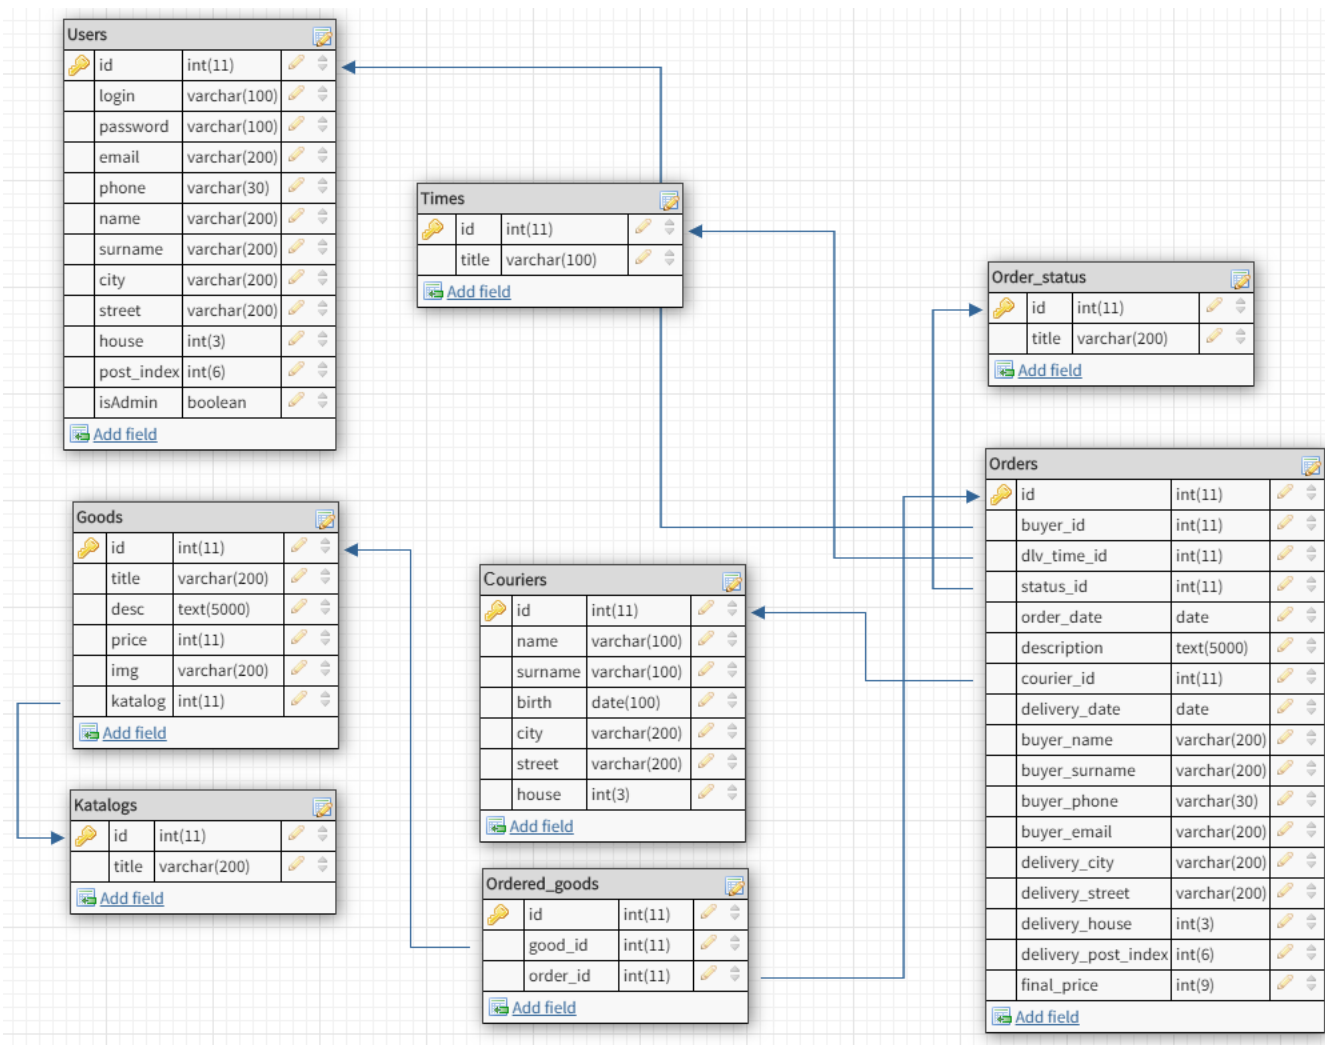 Users
id int(11)
login varchar(100)
password varchar(100)
email varchar(200)
phone varchar(30)
name varchar(200)
surname varchar(200)
city varchar(200)
street varchar(200)
house int(3)
post_index int(6)
isAdmin boolean
Add field
Times
id int(11)
title varchar(100)
Add field
Order_status
id int(11)
title varchar(200)
Add field
Goods
id int(11)
title varchar(200)
desc text(5000)
price int(11)
img varchar(200)
katalog int(11)
Add field
Katalogs
id int(11)
title varchar(200)
Add field
Couriers
id int(11)
name varchar(100)
surname varchar(100)
birth date(100)
city varchar(200)
street varchar(200)
house int(3)
Add field
Ordered_goods
id int(11)
good_id int(11)
order_id int(11)
Add field
Orders
id int(11)
buyer_id int(11)
dlv_time_id int(11)
status_id int(11)
order_date date
description text(5000)
courier_id int(11)
delivery_date date
buyer_name varchar(200)
buyer_surname varchar(200)
buyer_phone varchar(30)
buyer_email varchar(200)
delivery_city varchar(200)
delivery_street varchar(200)
delivery_house int(3)
delivery_post_index int(6)
final_price int(9)
Add field